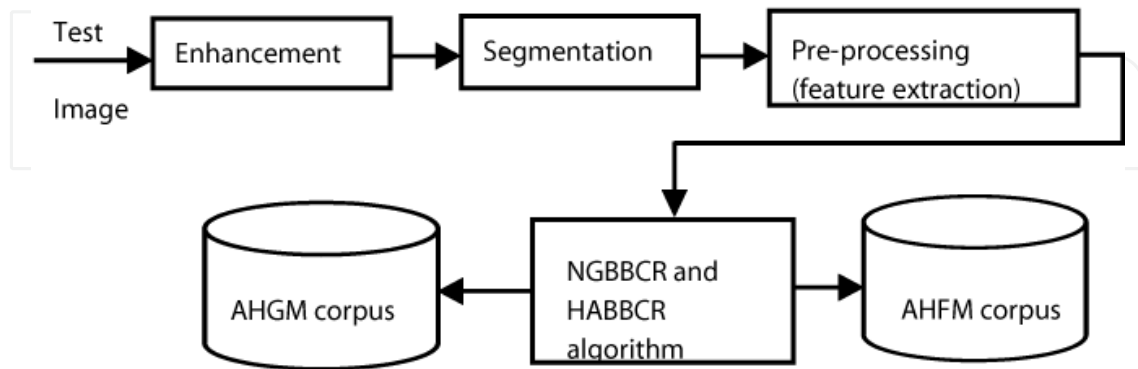 Test
Image
Enhancement
Segmentation
Pre-processing
(feature extraction)
AHGM corpus
NGBBCR and
HABBCR
algorithm
AHFM corpus